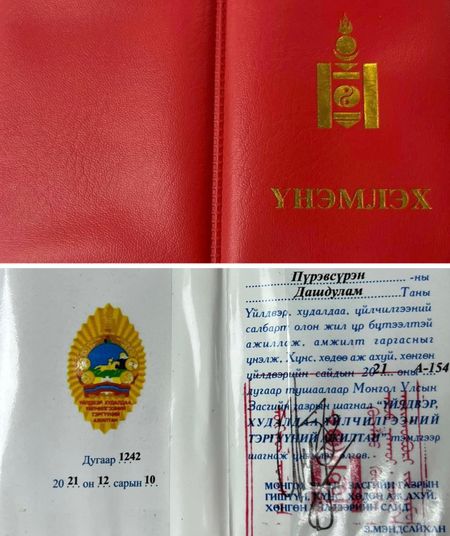 ҮНЭМЛЭХ
ҮЙЛДВЭР ХУДАЛДАА,
ҮЙЛЧИЛГЭЭНИЙ
ТЭРГҮҮНИЙ
АЖИЛТАН
Дугаар 1242
20 21 он 12 сарын 10
Пүрэвсүрэн -ны
Дашдулам Таны
Үйлдвэр, худалдаа, үйлчилгээний
салбарт олон жил үр бүтээлтэй
ажиллаж, амжилт гаргасныг
үнэлж, Хүнс, хөдөө аж ахуй, хөнгөн
үйлдвэрийн сайдын 20 21 оны А-154
дугаар тушаалаар Монгол Улсын
Засгийн газрын шагнал "ҮЙЛДВЭР,
ХУДАЛДАА ҮЙЛЧИЛГЭЭНИЙ
ТЭРГҮҮНИЙ АЖИЛТАН" тэмдгээр
шагнаж үнэмлэх олгов.
МОНГОЛ ЗАСГИЙН ГАЗРЫН
ГИШҮҮН, ХҮНС, ХӨДӨӨ АЖ АХУЙ,
ХӨНГӨН ҮЙЛДВЭРИЙН САЙД
З.МЭНДСАЙХАН